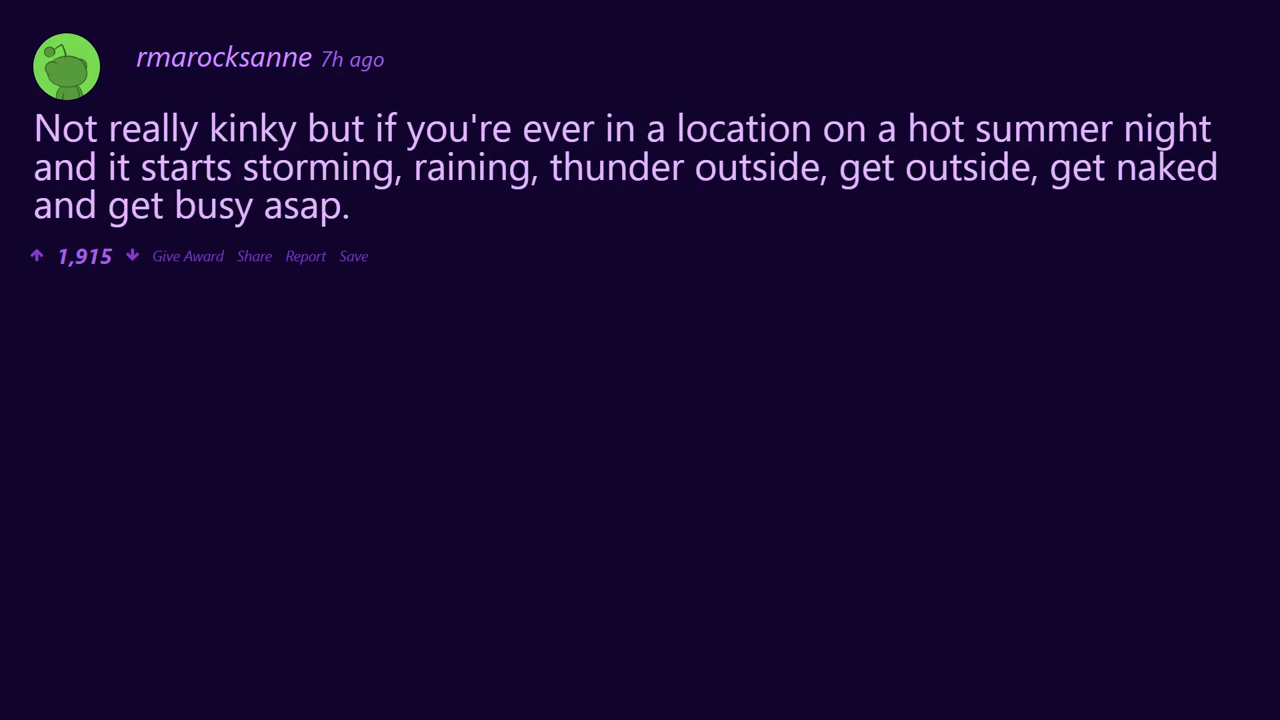 rmarocksanne 7h ago
Not really kinky but if you're ever in a location on a hot summer night
and it starts storming, raining, thunder outside, get outside, get naked
and get busy asap.
1,915 Give Award Share Report Save